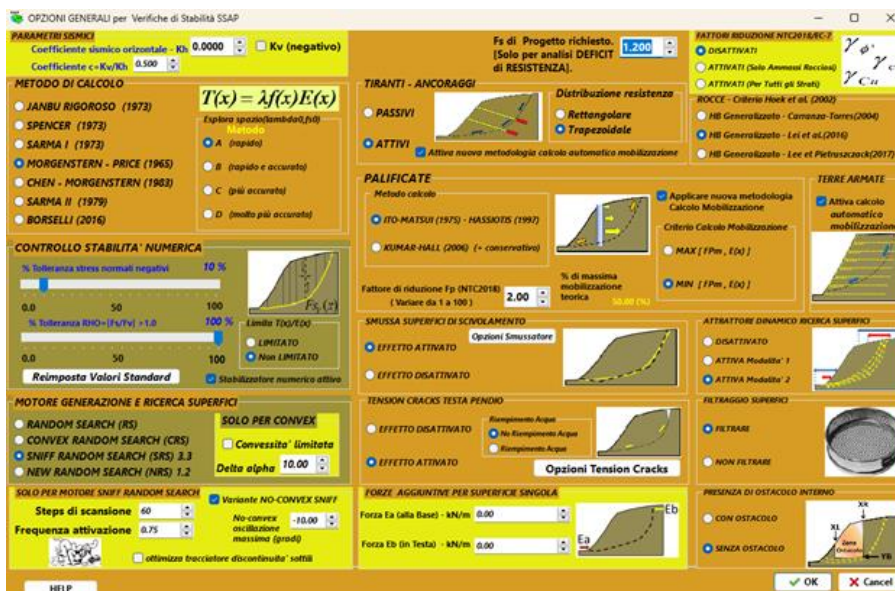 OPZIONI GENERALI per Verifiche di Stabilità SSAP
PARAMETRI SISMICI
Coefficiente sismico orizontale - Kh 0.0000
Kv (negativo)
Coefficiente c=Kv/Kh 0.500
Fs di Progetto richiesto. 1.200
[Solo per analisi DEFICIT
di RESISTENZA].
FATTORI RIDUZIONE NTC2018/EC-7
DISATTIVATI
ATTIVATI (Solo Ammassi Rocciosi)
ATTIVATI (Per Tutti gli Strati)
γφ'
γc
γCu
METODO DI CALCOLO
T(x) = λf(x)E(x)
JANBU RIGOROSO (1973)
SPENCER (1973)
SARMA I (1973)
MORGENSTERN - PRICE (1965)
CHEN - MORGENSTERN (1983)
SARMA II (1979)
BORSELLI (2016)
Esplora spazio(lambda0,fs0)
Metodo
A (rapido)
B (rapido e accurato)
C (più accurato)
D (molto più accurato)
TIRANTI - ANCORAGGI
PASSIVI
ATTIVI
Distribuzione resistenza
Rettangolare
Trapezoidale
Attiva nuova metodologia calcolo automatico mobilizzazione
ROCCE - Criterio Hoek et al. (2002)
HB Generalizzato - Carranza-Torres(2004)
HB Generalizzato - Lei et al.(2016)
HB Generalizzato - Lee et Pietruszczack(2017)
PALIFICATE
Metodo calcolo
ITO-MATSUI (1975) - HASSIOTIS (1997)
KUMAR-HALL (2006) (+ conservativo)
Applicare nuova metodologia
Calcolo Mobilizzazione
Criterio Calcolo Mobilizzazione
MAX [ FPm , E(x) ]
MIN [ FPm , E(x) ]
Fattore di riduzione Fp (NTC2018)
( Variare da 1 a 100 )
2.00
% di massima
mobilizzazione
teorica
50.00 (%)
TERRE ARMATE
Attiva calcolo
automatico
mobilizzazione
CONTROLLO STABILITA' NUMERICA
% Tolleranza stress normali negativi 10 %
0.0 50 100
% Tolleranza RHO=|Fs/Fv| >1.0 100 %
0.0 50 100
Limita T(x)/E(x)
LIMITATO
Non LIMITATO
Reimposta Valori Standard
Stabilizzatore numerico attivo
SMUSSA SUPERFICI DI SCIVOLAMENTO
EFFETTO ATTIVATO
EFFETTO DISATTIVATO
Opzioni Smussatore
ATTRATTORE DINAMICO RICERCA SUPERFICI
DISATTIVATO
ATTIVA Modalita' 1
ATTIVA Modalita' 2
MOTORE GENERAZIONE E RICERCA SUPERFICI
RANDOM SEARCH (RS)
CONVEX RANDOM SEARCH (CRS)
SNIFF RANDOM SEARCH (SRS) 3.3
NEW RANDOM SEARCH (NRS) 1.2
SOLO PER CONVEX
Convessita' limitata
Delta alpha 10.00
TENSION CRACKS TESTA PENDIO
EFFETTO DISATTIVATO
EFFETTO ATTIVATO
Riempimento Acqua
No Riempimento Acqua
Riempimento Acqua
Opzioni Tension Cracks
FILTRAGGIO SUPERFICI
FILTRARE
NON FILTRARE
SOLO PER MOTORE SNIFF RANDOM SEARCH
Steps di scansione 60
Frequenza attivazione 0.75
Variante NO-CONVEX SNIFF
No-convex
oscillazione
massima (gradi)
-10.00
ottimizza tracciatore discontinuita' sottili
FORZE AGGIUNTIVE PER SUPERFICIE SINGOLA
Forza Ea (alla Base) - kN/m 0.00
Forza Eb (in Testa) - kN/m 0.00
Ea
Eb
PRESENZA DI OSTACOLO INTERNO
CON OSTACOLO
SENZA OSTACOLO
XL
XR
Zona
Ostacolo
YB
HELP
OK
Cancel